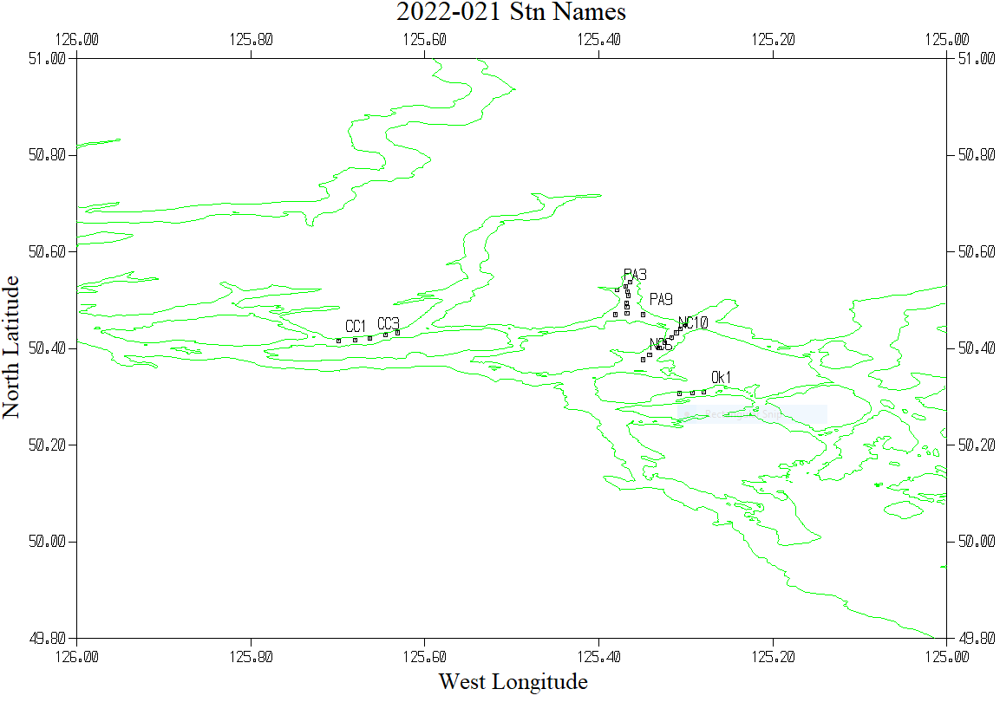 2022-021 Stn Names
126.00 125.80 125.60 125.40 125.20 125.00
51.00 51.00
50.80 50.80
50.60 50.60
PA3
PA9
CC1 CC3 NC10
50.40 50.40
Ok1
50.20 50.20
50.00 50.00
49.80 49.80
126.00 125.80 125.60 125.40 125.20 125.00
West Longitude
North Latitude